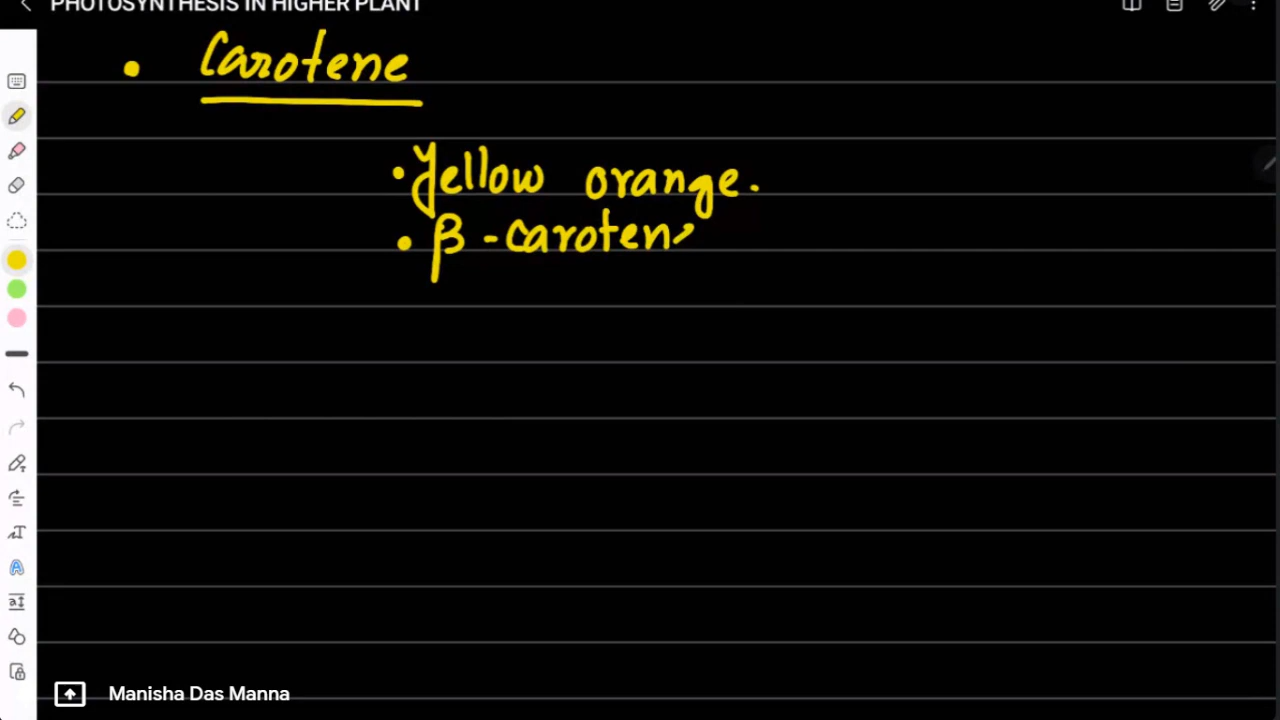 PHOTOSYNTHESIS IN HIGHER PLANT
• Carotene
• Yellow orange.
• β-caroten
Manisha Das Manna